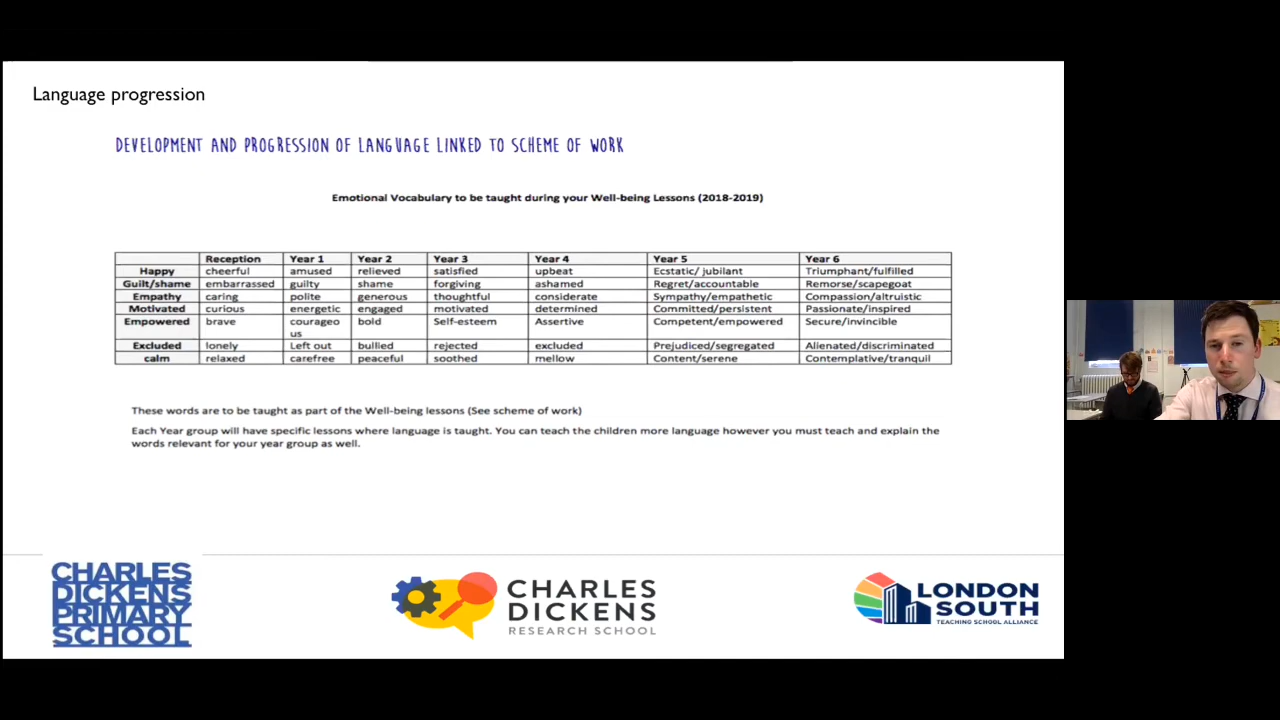 Language progression
DEVELOPMENT AND PROGRESSION OF LANGUAGE LINKED TO SCHEME OF WORK
Emotional Vocabulary to be taught during your Well-being Lessons (2018-2019)
Reception Year 1 Year 2 Year 3 Year 4 Year 5 Year 6
Happy cheerful amused relieved satisfied upbeat Ecstatic/ jubilant Triumphant/fulfilled
Guilt/shame embarrassed guilty shame forgiving ashamed Regret/accountable Remorse/scapegoat
Empathy caring polite generous thoughtful considerate Sympathy/empathetic Compassion/altruistic
Motivated curious energetic engaged motivated determined Committed/persistent Passionate/inspired
Empowered brave courageo bold Self-esteem Assertive Competent/empowered Secure/invincible
us
Excluded lonely Left out bullied rejected excluded Prejudiced/segregated Alienated/discriminated
calm relaxed carefree peaceful soothed mellow Content/serene Contemplative/tranquil
These words are to be taught as part of the Well-being lessons (See scheme of work)
Each Year group will have specific lessons where language is taught. You can teach the children more language however you must teach and explain the
words relevant for your year group as well.
CHARLES
DICKENS
PRIMARY
SCHOOL
CHARLES
DICKENS
RESEARCH SCHOOL
LONDON
SOUTH
TEACHING SCHOOL ALLIANCE